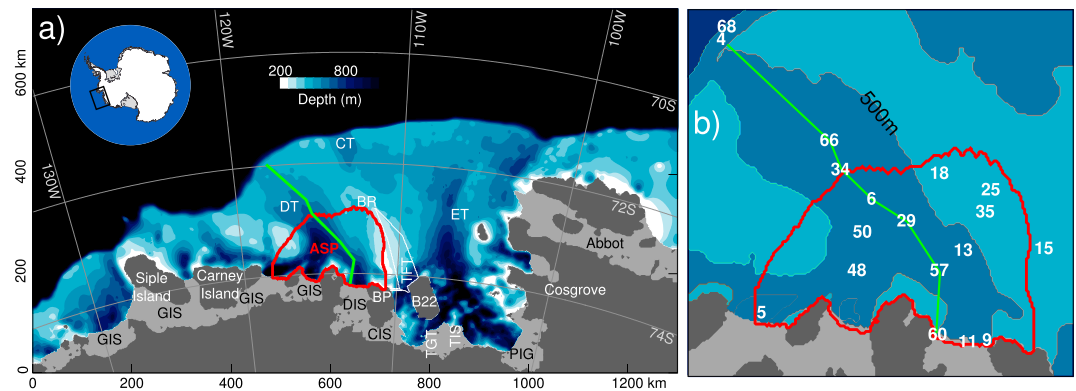 a)
120W
110W
100W
200
800
Depth (m)
70S
600 km
CT
400
130W
DT
BR
ET
72S
ASP
Abbot
200
Siple
Island
Carney
Island
GIS
GIS
GIS
GIS
DIS
BP
FI
B22
Cosgrove
CIS
TGT
TIS
PIG
74S
0
0
200
400
600
800
1000
1200 km
b)
68
4
500m
66
34
18
6
25
35
29
50
13
15
48
57
5
60
11
9